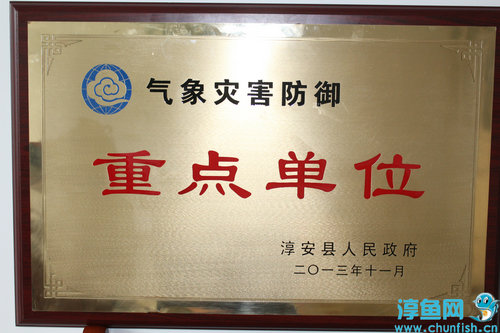 气象灾害防御
重点单位
淳安县人民政府
二〇一三年十一月
淳鱼网
www.chunfish.cn